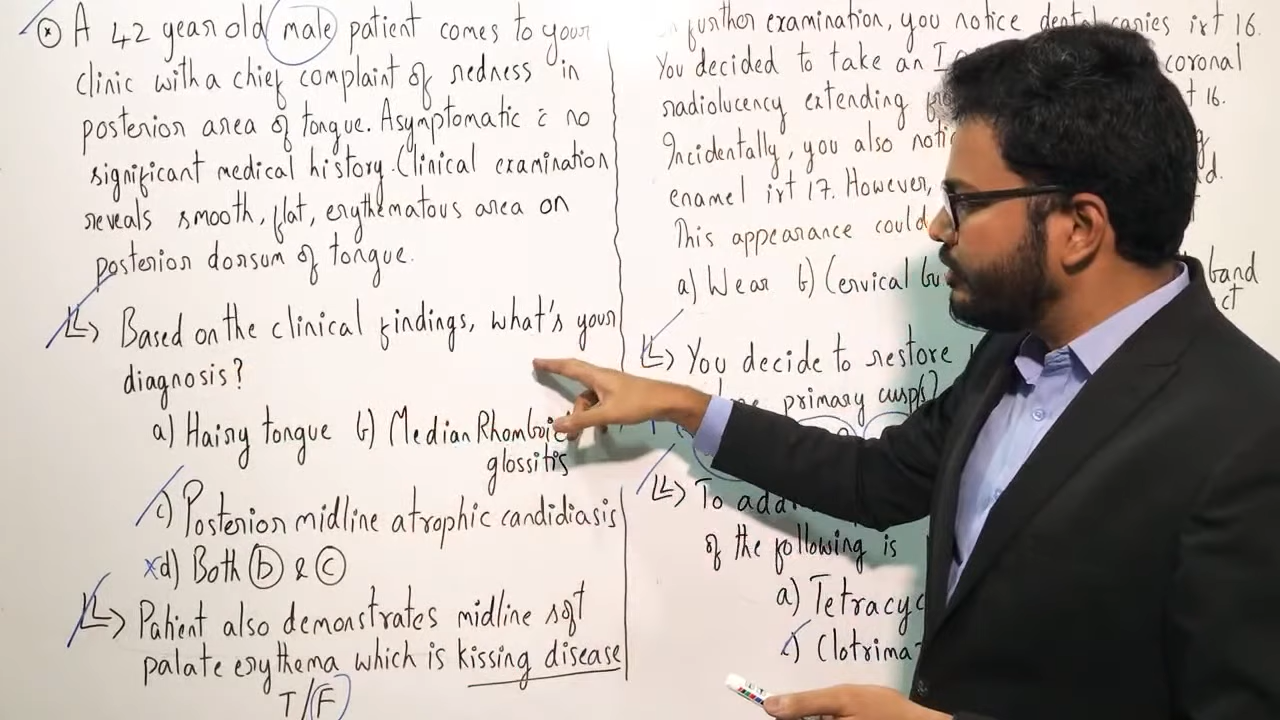 A 42 year old male patient comes to your
clinic with a chief complaint of redness in
posterior area of tongue. Asymptomatic c no
significant medical history. Clinical examination
reveals smooth, flat, erythematous area on
posterior dorsum of tongue.
Based on the clinical findings, what's your
diagnosis?
a) Hairy tongue b) Median Rhomboi
glossitis
c) Posterior midline atrophic candidiasis
d) Both b & c
Patient also demonstrates midline soft
palate erythema which is kissing disease
T/F
further examination, you notice dental caries irt 16.
You decided to take an coronal
radiolucency extending irt 16.
Incidentally, you also
enamel irt 17. However,
This appearance could
a) Wear b) Cervical band
You decide to restore
primary cusp(s)
To
of the following is
a) Tetracyc
c) Clotrima